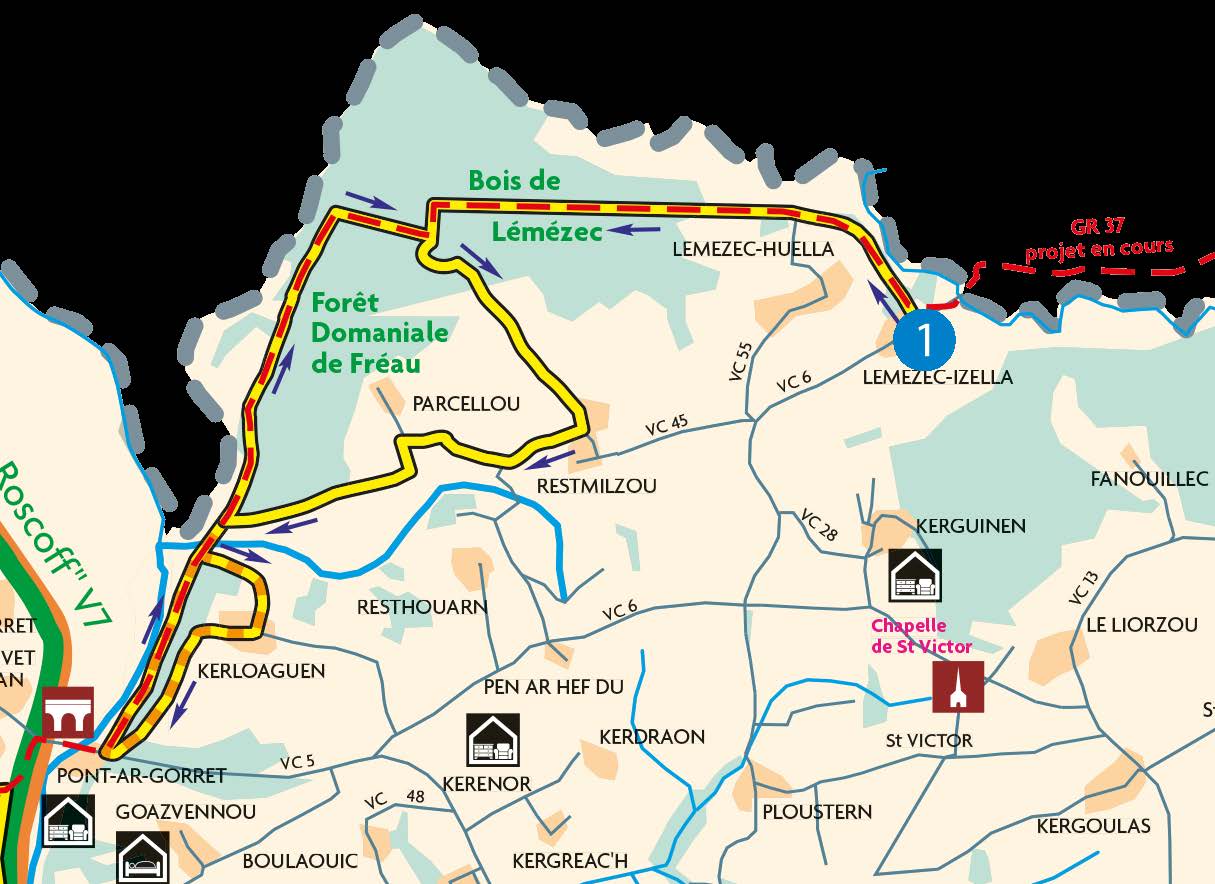 Bois de
Lémézec
GR 37
projet en cours
LEMEZEC-HUELLA
Forêt
Domaniale
de Fréau
1
VC 55
VC 6
LEMEZEC-IZELLA
PARCELLOU
VC 45
RESTMILZOU
FANOUILLEC
Roscoff" V7
VC 28
KERGUINEN
VC 13
RESTHOUARN
VC 6
RRET
VET
AN
Chapelle
de St Victor
LE LIORZOU
KERLOAGUEN
PEN AR HEF DU
St
KERDRAON
St VICTOR
PONT-AR-GORRET
VC 5
KERENOR
VC 48
GOAZVENNOU
PLOUSTERN
KERGOULAS
BOULAOUIC
KERGREAC'H